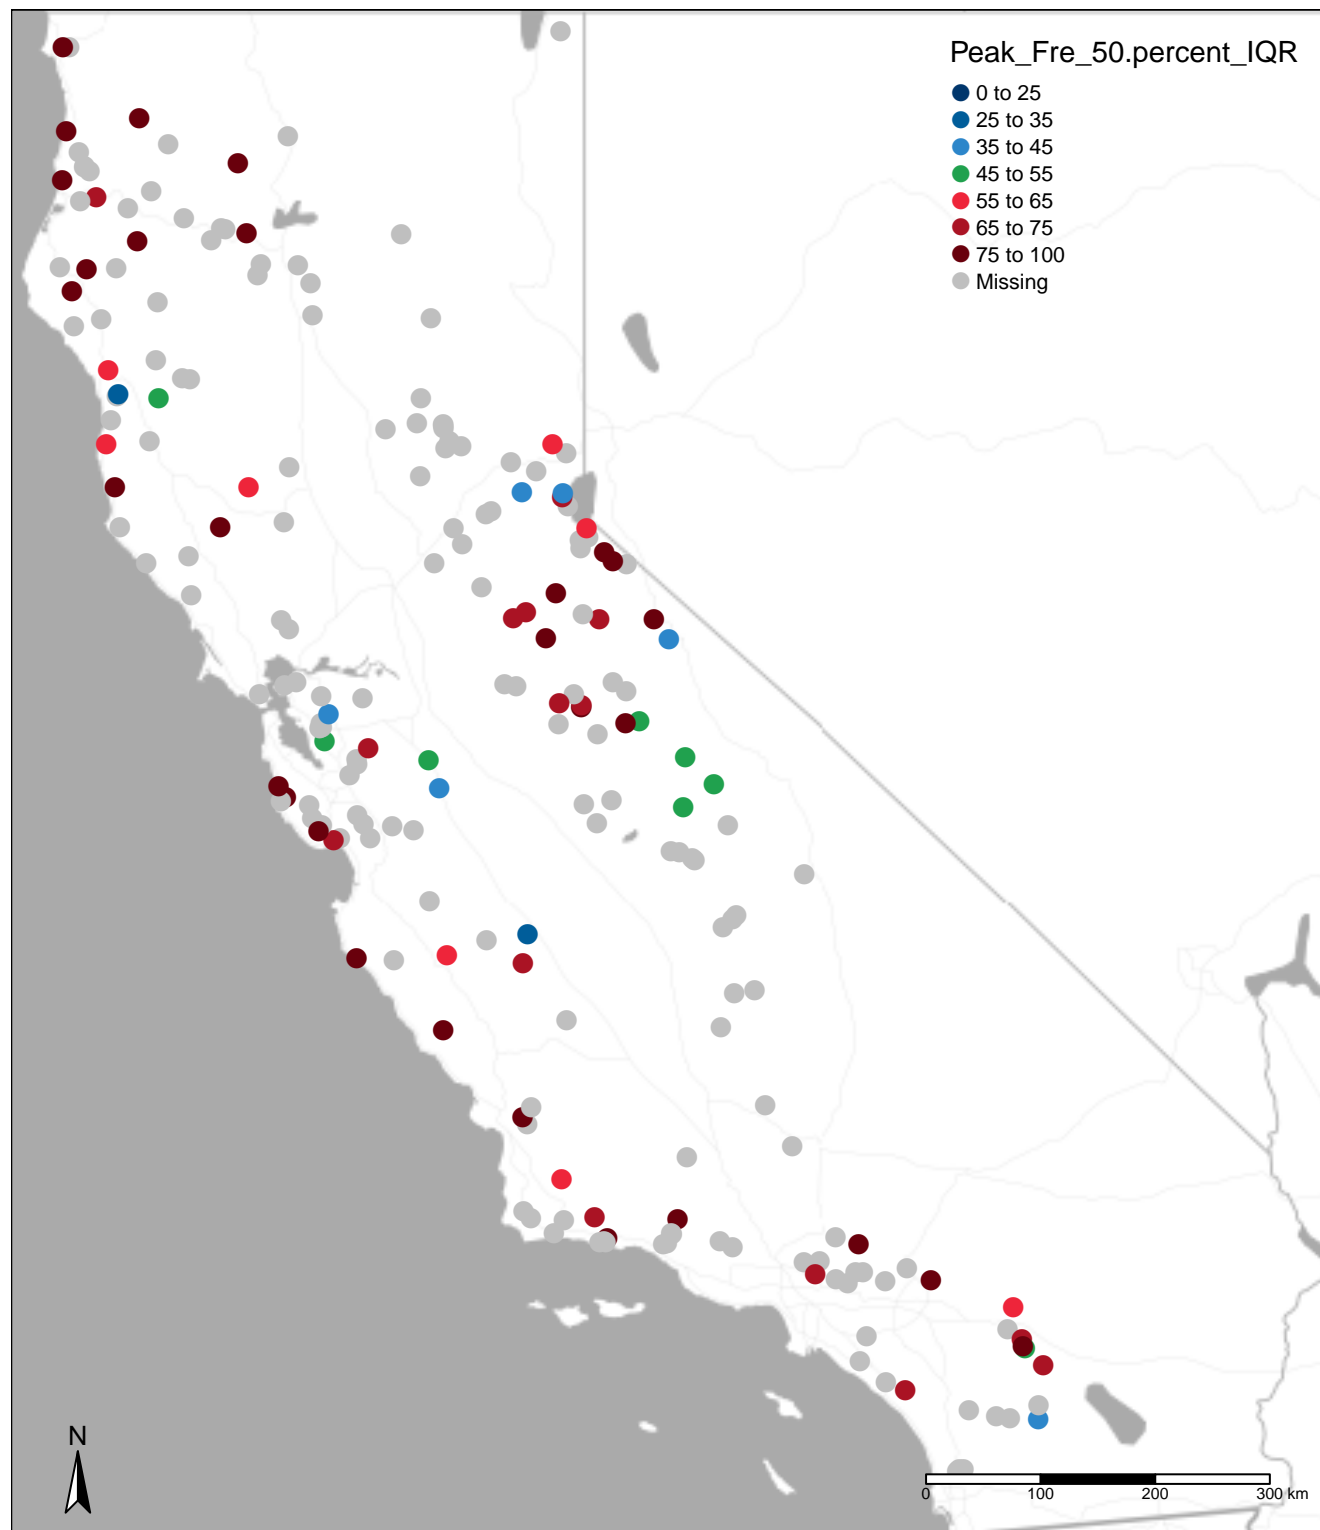 Peak_Fre_50.percent_IQR
0 to 25
25 to 35
35 to 45
45 to 55
55 to 65
65 to 75
75 to 100
Missing
N
0 100 200 300 km